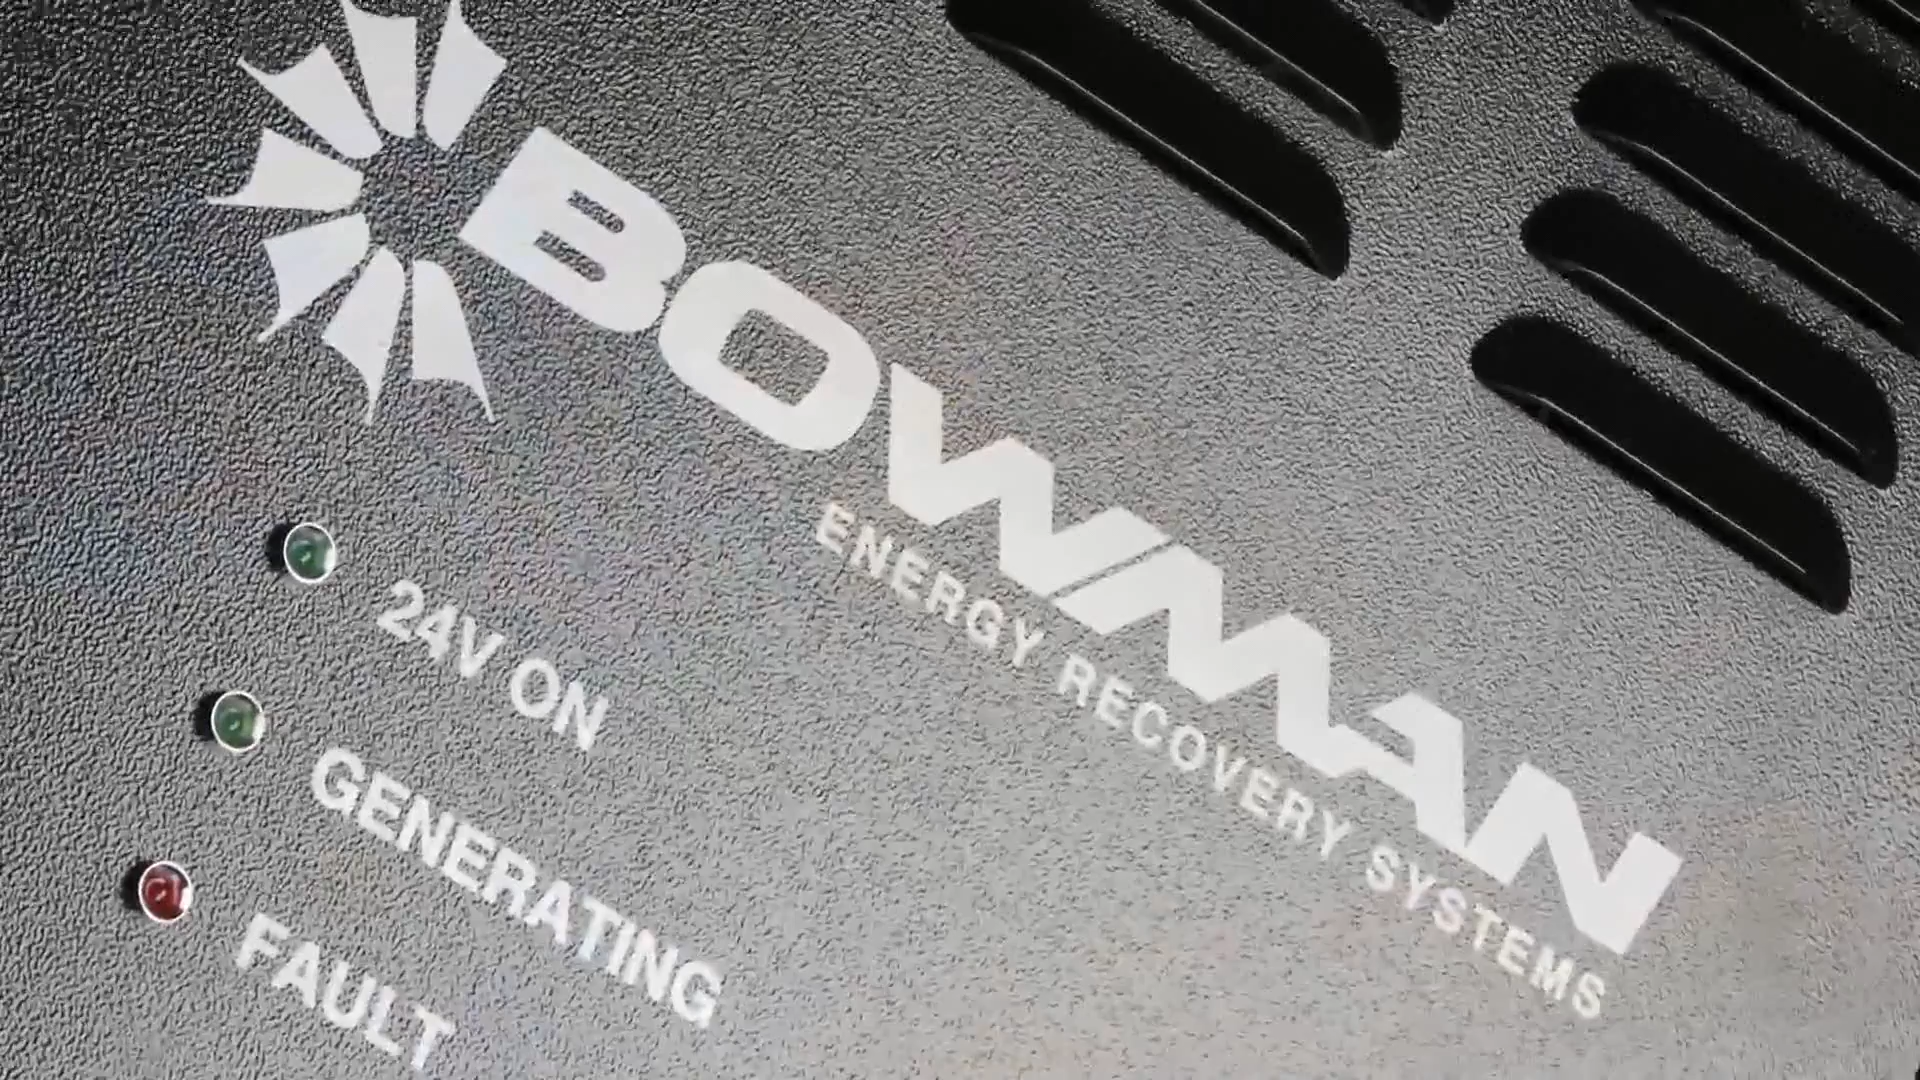 BOWMAN
ENERGY RECOVERY SYSTEMS
24V ON
GENERATING
FAULT